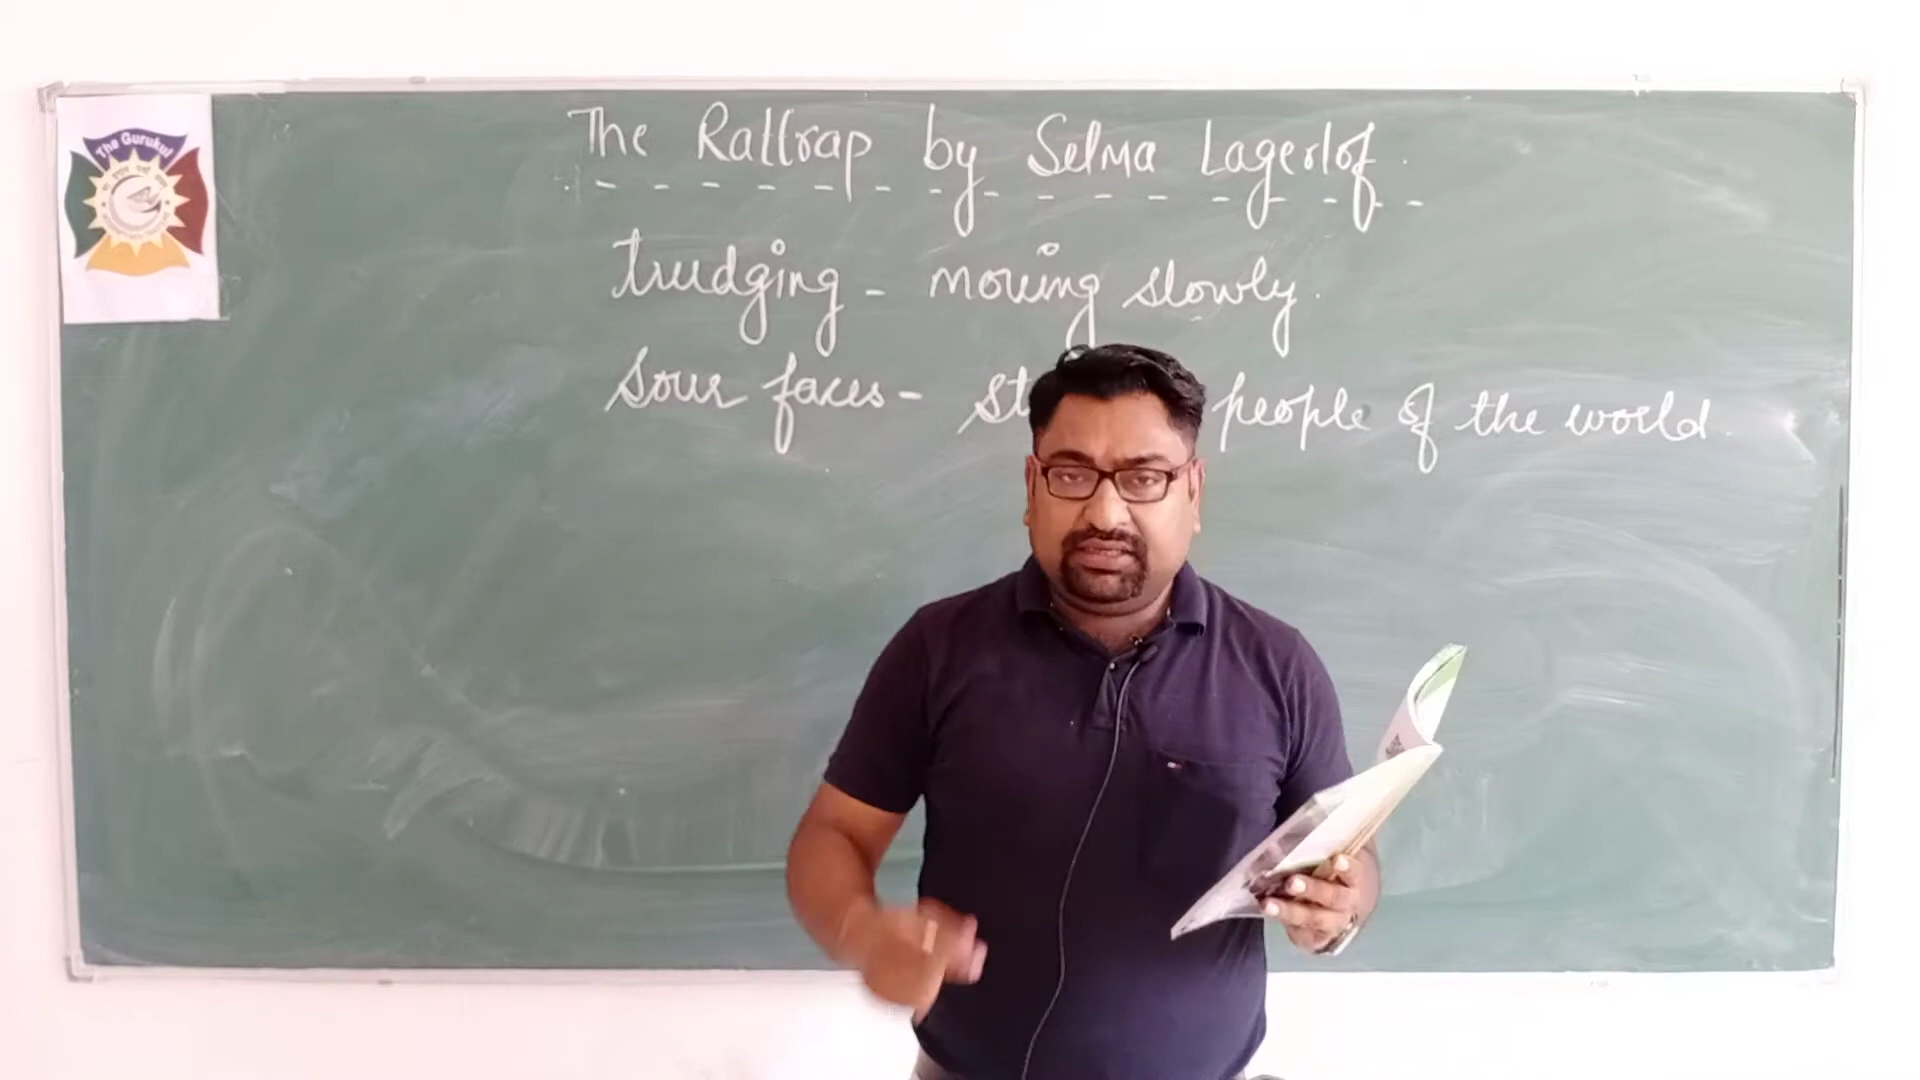 The Gurukul
The Rattrap by Selma Lagerlof.
trudging - moving slowly.
Sour faces - people of the world.